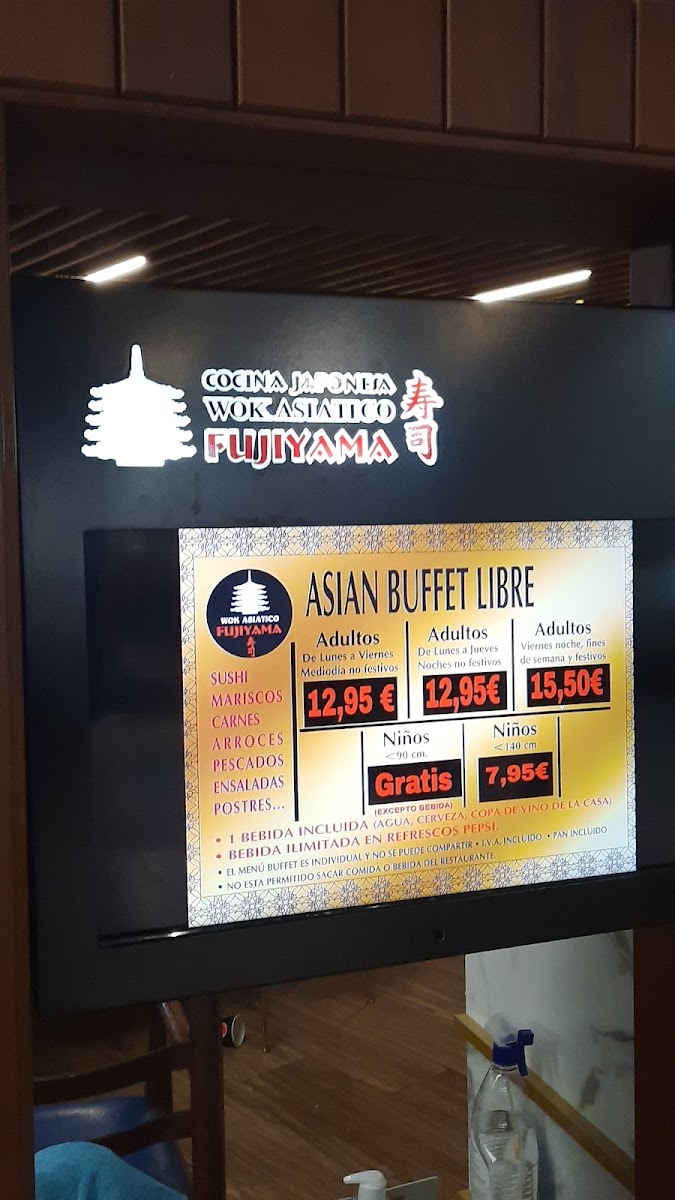 COCINA JAPONESA
WOK ASIATICO
FUJIYAMA
寿司
ASIAN BUFFET LIBRE
WOK ASIATICO
FUJIYAMA
寿司
SUSHI
MARISCOS
CARNES
ARROCES
PESCADOS
ENSALADAS
POSTRES...
Adultos
De Lunes a Viernes
Mediodía no festivos
12,95 €
Adultos
De Lunes a Jueves
Noches no festivos
12,95€
Adultos
Viernes noche, fines
de semana y festivos
15,50€
Niños
<90 cm.
Gratis
(EXCEPTO BEBIDA)
Niños
<140 cm
7,95€
• 1 BEBIDA INCLUIDA (AGUA, CERVEZA, COPA DE VINO DE LA CASA)
• BEBIDA ILIMITADA EN REFRESCOS PEPSI.
• EL MENÚ BUFFET ES INDIVIDUAL Y NO SE PUEDE COMPARTIR • I.V.A. INCLUIDO • PAN INCLUIDO
• NO ESTA PERMITIDO SACAR COMIDA O BEBIDA DEL RESTAURANTE